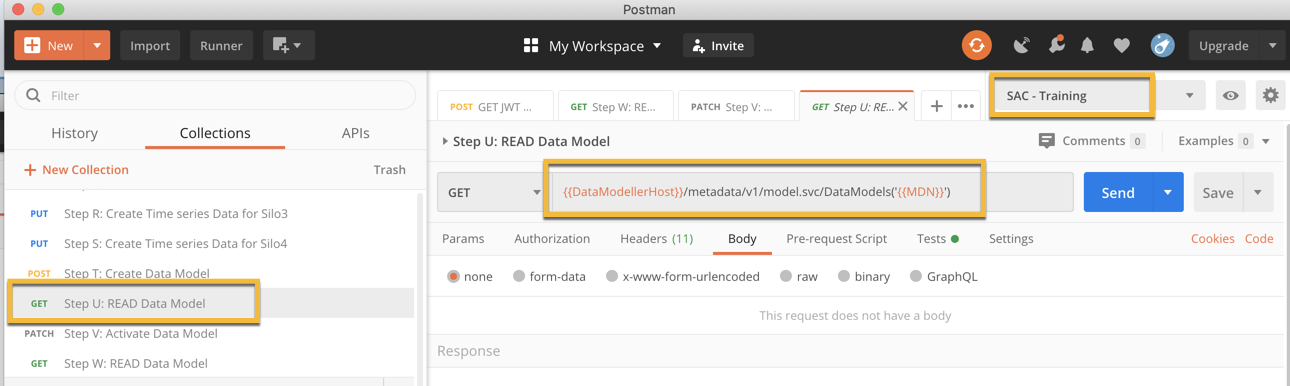 Postman
New
Import
Runner
My Workspace
Invite
Upgrade
Filter
History
Collections
APIs
New Collection
Trash
PUT Step R: Create Time series Data for Silo3
PUT Step S: Create Time series Data for Silo4
POST Step T: Create Data Model
GET Step U: READ Data Model
PATCH Step V: Activate Data Model
GET Step W: READ Data Model
POST GET JWT ...
GET Step W: RE...
PATCH Step V: ...
GET Step U: RE...
SAC - Training
Step U: READ Data Model
Comments 0
Examples 0
GET
{{DataModellerHost}}/metadata/v1/model.svc/DataModels('{{MDN}}')
Send
Save
Params
Authorization
Headers (11)
Body
Pre-request Script
Tests
Settings
Cookies
Code
none
form-data
x-www-form-urlencoded
raw
binary
GraphQL
This request does not have a body
Response